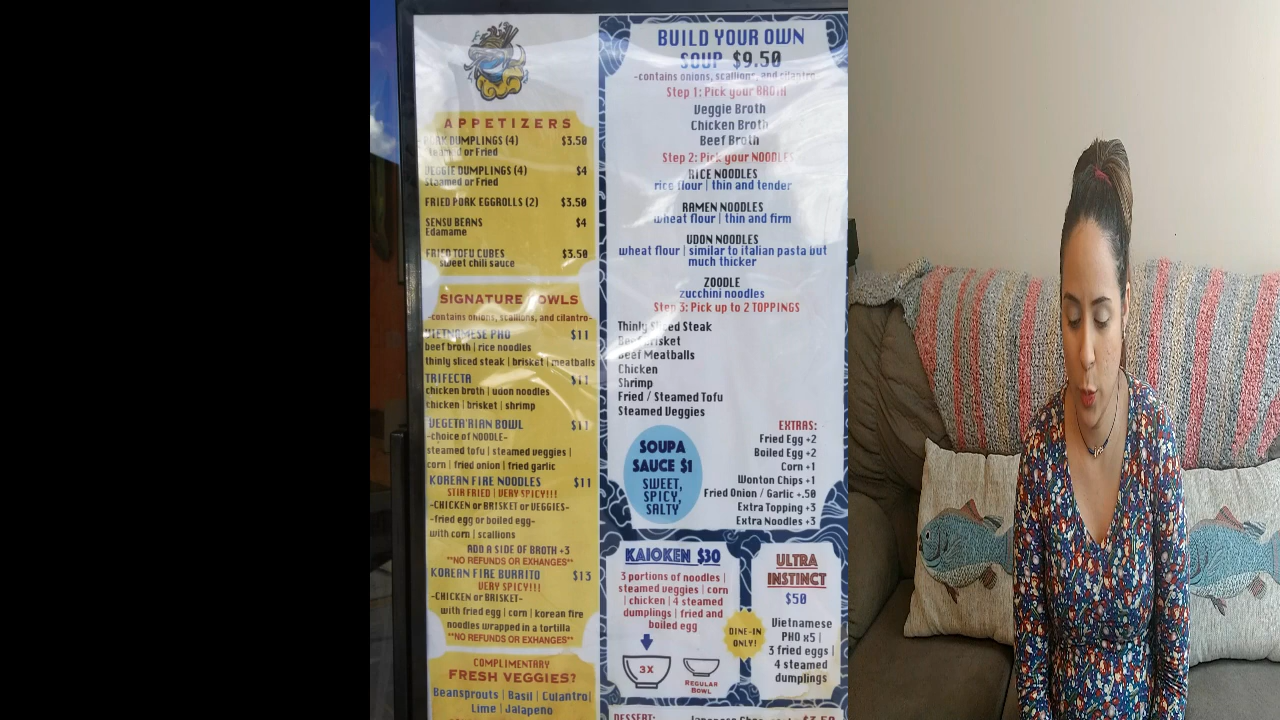 APPETIZERS
PORK DUMPLINGS (4) $3.50
Steamed or Fried
VEGGIE DUMPLINGS (4) $4
Steamed or Fried
FRIED PORK EGGROLLS (2) $3.50
SENSU BEANS $4
Edamame
FRIED TOFU CUBES $3.50
sweet chili sauce
SIGNATURE BOWLS
-contains onions, scallions, and cilantro-
VIETNAMESE PHO $11
beef broth | rice noodles
thinly sliced steak | brisket | meatballs
TRIFECTA $11
chicken broth | udon noodles
chicken | brisket | shrimp
VEGETA'RIAN BOWL $11
-choice of NOODLE-
steamed tofu | steamed veggies |
corn | fried onion | fried garlic
KOREAN FIRE NOODLES $11
STIR FRIED | VERY SPICY!!!
-CHICKEN or BRISKET or VEGGIES-
-fried egg or boiled egg-
with corn | scallions
ADD A SIDE OF BROTH +3
**NO REFUNDS OR EXHANGES**
KOREAN FIRE BURRITO $13
VERY SPICY!!!
-CHICKEN or BRISKET-
with fried egg | corn | korean fire
noodles wrapped in a tortilla
**NO REFUNDS OR EXHANGES**
COMPLIMENTARY
FRESH VEGGIES?
Beansprouts | Basil | Culantro|
Lime | Jalapeno
BUILD YOUR OWN
SOUP $9.50
-contains onions, scallions, and cilantro-
Step 1: Pick your BROTH
Veggie Broth
Chicken Broth
Beef Broth
Step 2: Pick your NOODLES
RICE NOODLES
rice flour | thin and tender
RAMEN NOODLES
wheat flour | thin and firm
UDON NOODLES
wheat flour | similar to italian pasta but
much thicker
ZOODLE
zucchini noodles
Step 3: Pick up to 2 TOPPINGS
Thinly Sliced Steak
Beef Brisket
Beef Meatballs
Chicken
Shrimp
Fried / Steamed Tofu
Steamed Veggies
SOUPA
SAUCE $1
SWEET,
SPICY,
SALTY
EXTRAS:
Fried Egg +2
Boiled Egg +2
Corn +1
Wonton Chips +1
Fried Onion / Garlic +.50
Extra Topping +3
Extra Noodles +3
KAIOKEN $30
3 portions of noodles |
steamed veggies | corn
| chicken | 4 steamed
dumplings | fried and
boiled egg
3X
REGULAR
BOWL
DINE-IN
ONLY!
ULTRA
INSTINCT
$50
Vietnamese
PHO x5 |
3 fried eggs |
4 steamed
dumplings
DESSERT: Japanese $3.50